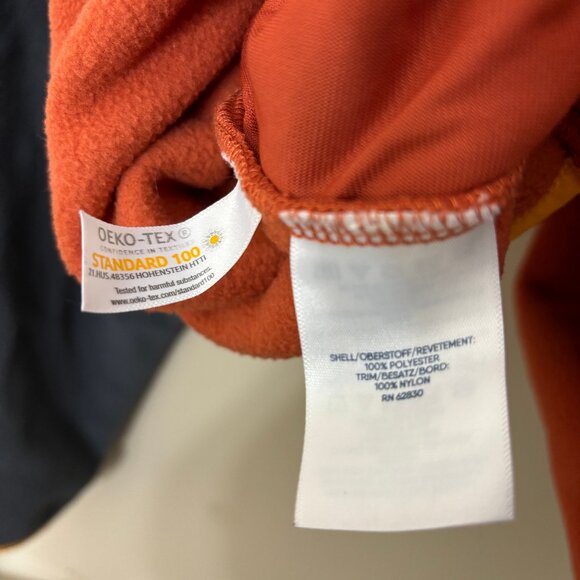 OEKO-TEX®
CONFIDENCE IN TEXTILES
STANDARD 100
21.HUS.48356 HOHENSTEIN HTTI
Tested for harmful substances.
www.oeko-tex.com/standard100
SHELL/OBERSTOFF/REVETEMENT:
100% POLYESTER
TRIM/BESATZ/BORD:
100% NYLON
RN 62830